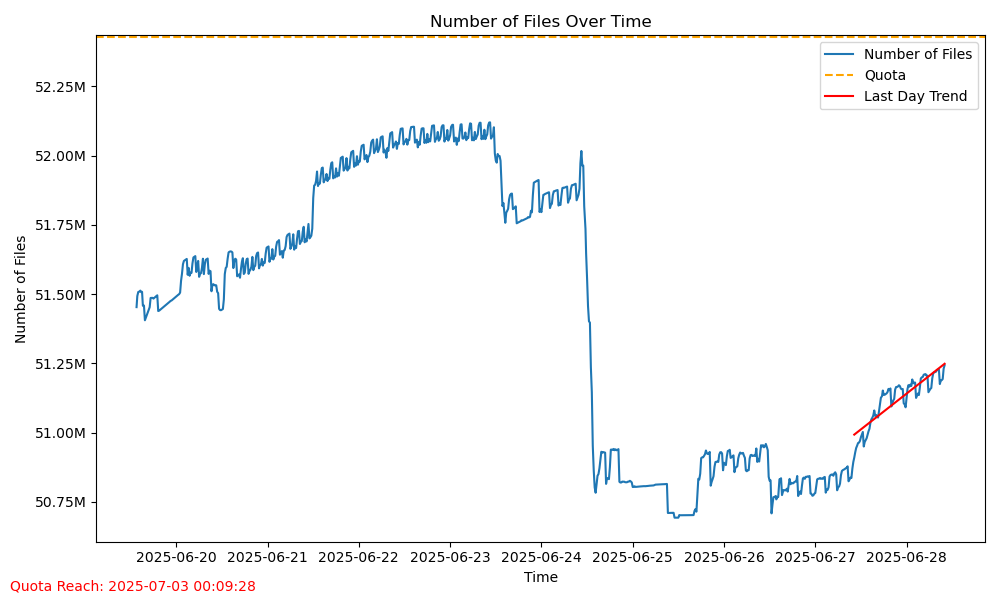 Number of Files Over Time
Number of Files
Quota
Last Day Trend
52.25M
52.00M
51.75M
51.50M
51.25M
51.00M
50.75M
Number of Files
2025-06-20 2025-06-21 2025-06-22 2025-06-23 2025-06-24 2025-06-25 2025-06-26 2025-06-27 2025-06-28
Time
Quota Reach: 2025-07-03 00:09:28